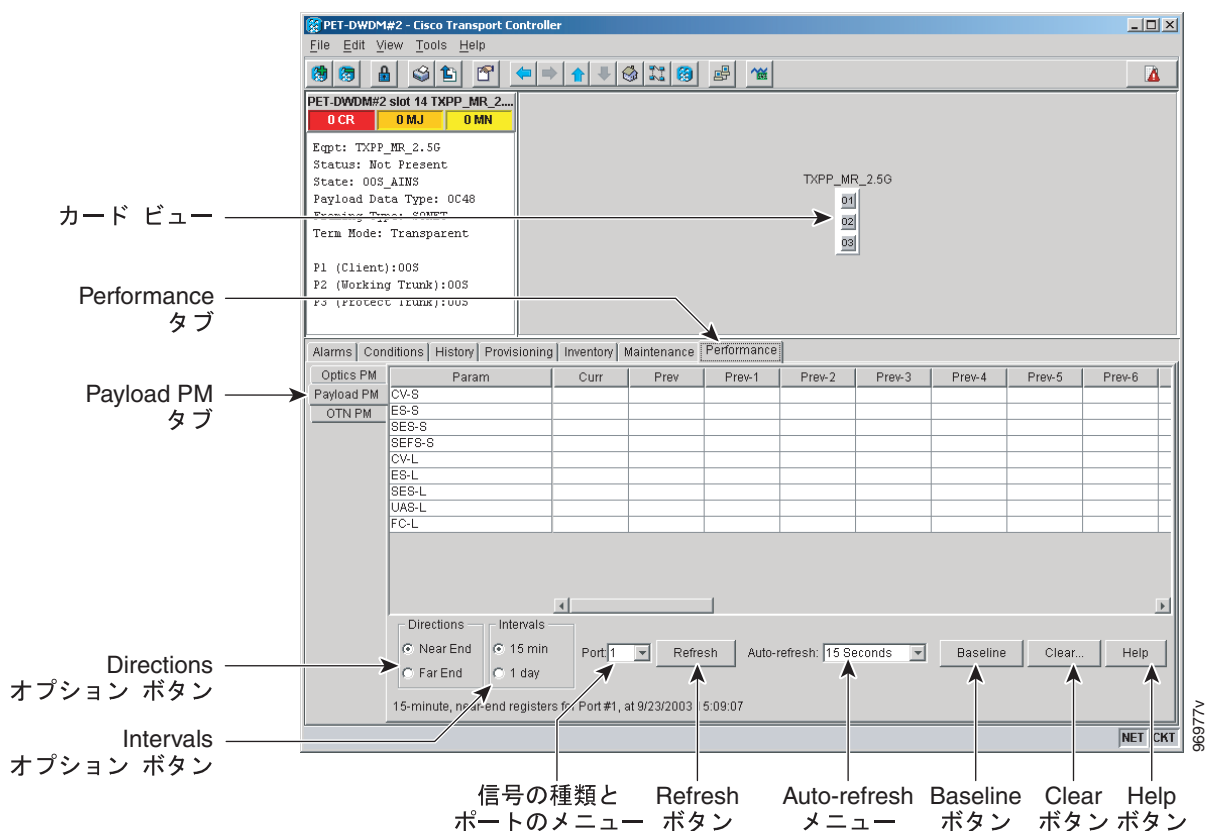 PET-DWDM#2 - Cisco Transport Controller
File Edit View Tools Help
PET-DWDM#2 slot 14 TXPP_MR_2....
0 CR 0 MJ 0 MN
Eqpt: TXPP_MR_2.5G
Status: Not Present
State: OOS_AINS
Payload Data Type: OC48
Framing Type: SONET
Term Mode: Transparent
P1 (Client):OOS
P2 (Working Trunk):OOS
P3 (Protect Trunk):OOS
TXPP_MR_2.5G
01
02
03
カード ビュー
Performance
タブ
Payload PM
タブ
Directions
オプション ボタン
Intervals
オプション ボタン
Alarms Conditions History Provisioning Inventory Maintenance Performance
Optics PM
Payload PM
OTN PM
Param Curr Prev Prev-1 Prev-2 Prev-3 Prev-4 Prev-5 Prev-6
CV-S
ES-S
SES-S
SEFS-S
CV-L
ES-L
SES-L
UAS-L
FC-L
Directions
Near End
Far End
Intervals
15 min
1 day
Port: 1 Refresh Auto-refresh: 15 Seconds Baseline Clear... Help
15-minute, near-end registers for Port #1, at 9/23/2003 5:09:07
NET CKT
96977v
信号の種類と
ポートのメニュー
Refresh
ボタン
Auto-refresh
メニュー
Baseline
ボタン
Clear
ボタン
Help
ボタン